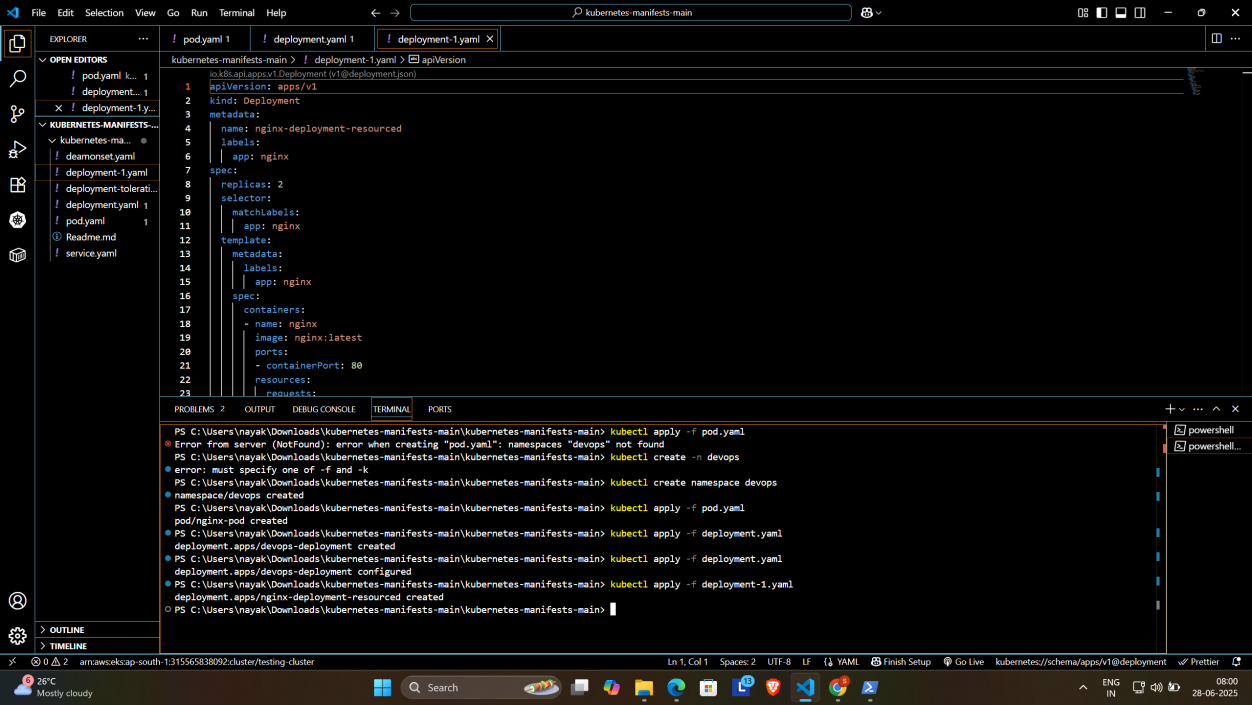 File Edit Selection View Go Run Terminal Help
kubernetes-manifests-main
EXPLORER
pod.yaml 1
deployment.yaml 1
deployment-1.yaml
OPEN EDITORS
pod.yaml k... 1
deployment... 1
deployment-1.y...
KUBERNETES-MANIFESTS-...
kubernetes-ma...
deamonset.yaml
deployment-1.yaml
deployment-tolerati...
deployment.yaml 1
pod.yaml 1
Readme.md
service.yaml
OUTLINE
TIMELINE
kubernetes-manifests-main > deployment-1.yaml > apiVersion
io.k8s.api.apps.v1.Deployment (v1@deployment.json)
1 apiVersion: apps/v1
2 kind: Deployment
3 metadata:
4 name: nginx-deployment-resourced
5 labels:
6 app: nginx
7 spec:
8 replicas: 2
9 selector:
10 matchLabels:
11 app: nginx
12 template:
13 metadata:
14 labels:
15 app: nginx
16 spec:
17 containers:
18 - name: nginx
19 image: nginx:latest
20 ports:
21 - containerPort: 80
22 resources:
23 requests:
PROBLEMS 2 OUTPUT DEBUG CONSOLE TERMINAL PORTS
PS C:\Users\nayak\Downloads\kubernetes-manifests-main\kubernetes-manifests-main> kubectl apply -f pod.yaml
Error from server (NotFound): error when creating "pod.yaml": namespaces "devops" not found
PS C:\Users\nayak\Downloads\kubernetes-manifests-main\kubernetes-manifests-main> kubectl create -n devops
error: must specify one of -f and -k
PS C:\Users\nayak\Downloads\kubernetes-manifests-main\kubernetes-manifests-main> kubectl create namespace devops
namespace/devops created
PS C:\Users\nayak\Downloads\kubernetes-manifests-main\kubernetes-manifests-main> kubectl apply -f pod.yaml
pod/nginx-pod created
PS C:\Users\nayak\Downloads\kubernetes-manifests-main\kubernetes-manifests-main> kubectl apply -f deployment.yaml
deployment.apps/devops-deployment created
PS C:\Users\nayak\Downloads\kubernetes-manifests-main\kubernetes-manifests-main> kubectl apply -f deployment.yaml
deployment.apps/devops-deployment configured
PS C:\Users\nayak\Downloads\kubernetes-manifests-main\kubernetes-manifests-main> kubectl apply -f deployment-1.yaml
deployment.apps/nginx-deployment-resourced created
PS C:\Users\nayak\Downloads\kubernetes-manifests-main\kubernetes-manifests-main>
powershell
powershell...
0 2 arn:aws:eks:ap-south-1:315565838092:cluster/testing-cluster
Ln 1, Col 1 Spaces: 2 UTF-8 LF {} YAML Finish Setup Go Live kubernetes://schema/apps/v1@deployment Prettier
6
26°C
Mostly cloudy
Search
13
S
ENG
IN
08:00
28-06-2025